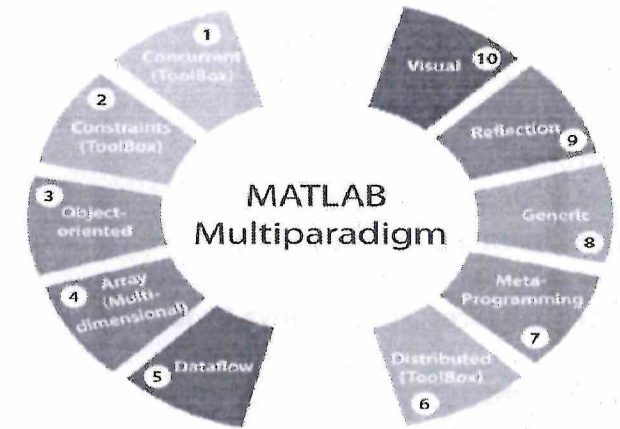 1
Concurrent
(ToolBox)
2
Constraints
(ToolBox)
3
Object-
oriented
4
Array
(Multi-
dimensional)
5
Dataflow
MATLAB
Multiparadigm
Visual
10
Reflection
9
Generic
8
Meta-
Programming
7
Distributed
(ToolBox)
6